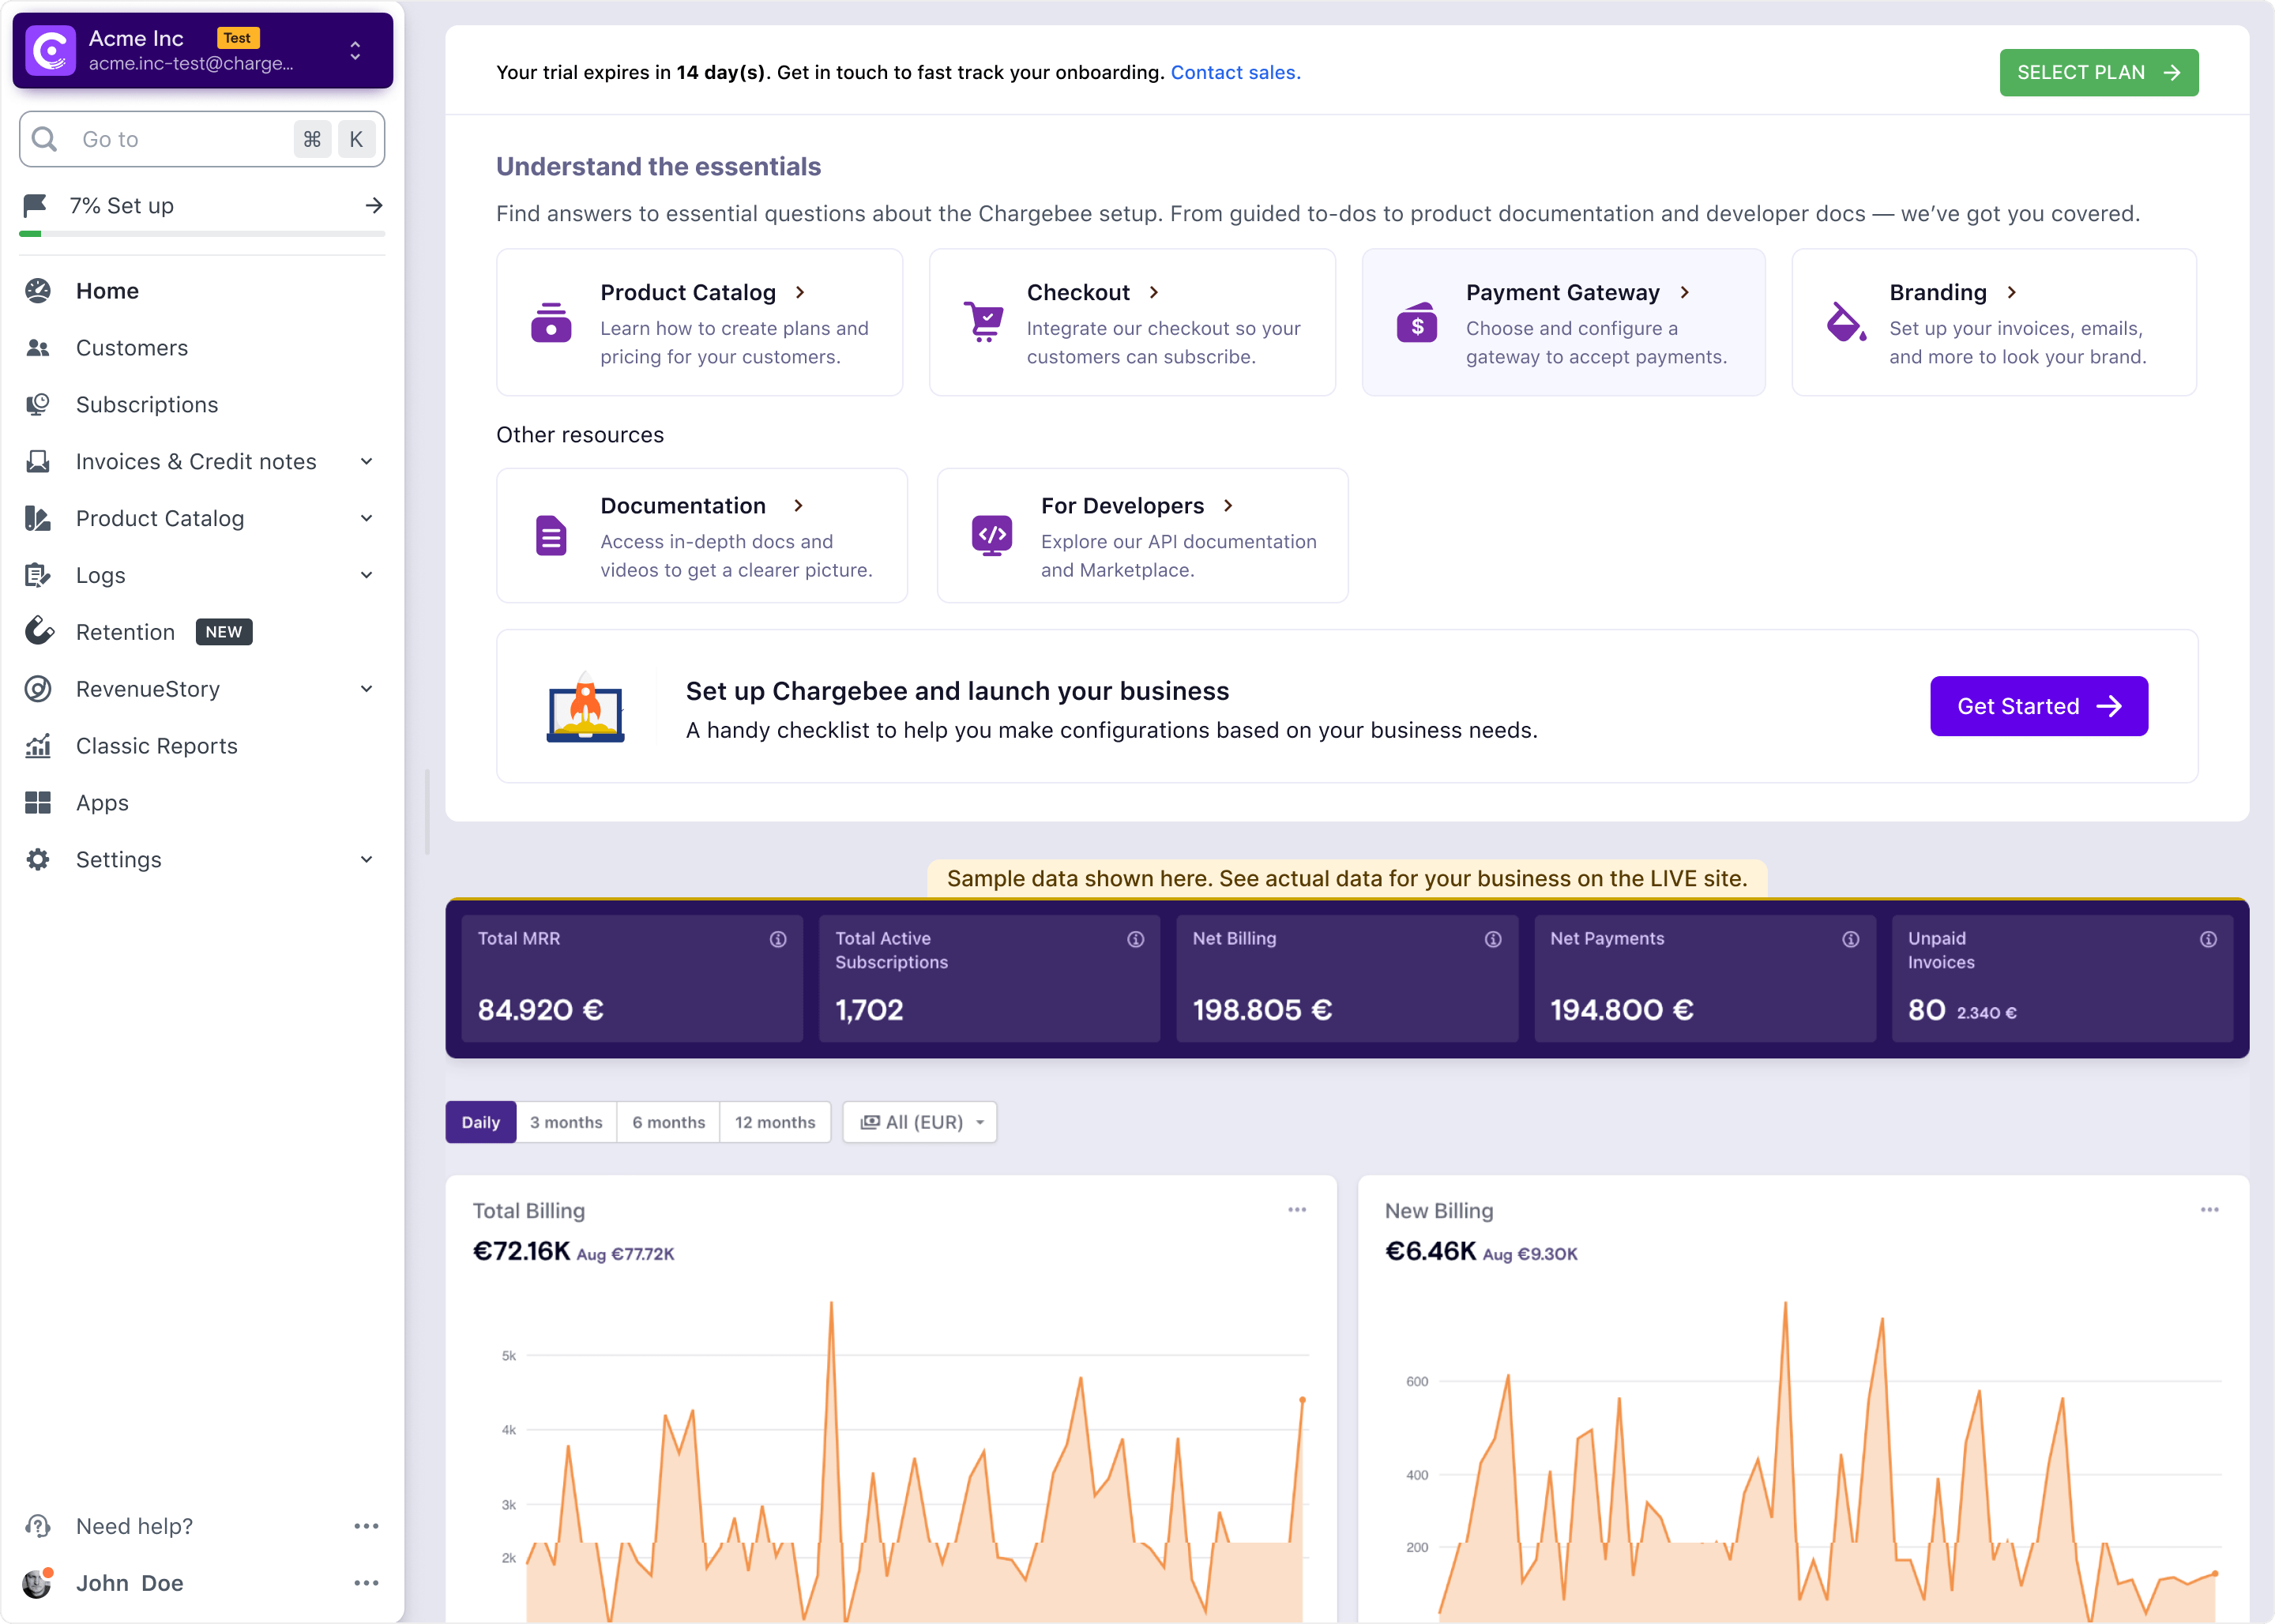 Acme Inc Test
acme.inc-test@charge...
Go to ⌘ K
7% Set up
Home
Customers
Subscriptions
Invoices & Credit notes
Product Catalog
Logs
Retention NEW
RevenueStory
Classic Reports
Apps
Settings
Need help?
John Doe
Your trial expires in 14 day(s). Get in touch to fast track your onboarding. Contact sales.
SELECT PLAN
Understand the essentials
Find answers to essential questions about the Chargebee setup. From guided to-dos to product documentation and developer docs — we’ve got you covered.
Product Catalog
Learn how to create plans and
pricing for your customers.
Checkout
Integrate our checkout so your
customers can subscribe.
Payment Gateway
Choose and configure a
gateway to accept payments.
Branding
Set up your invoices, emails,
and more to look your brand.
Other resources
Documentation
Access in-depth docs and
videos to get a clearer picture.
For Developers
Explore our API documentation
and Marketplace.
Set up Chargebee and launch your business
A handy checklist to help you make configurations based on your business needs.
Get Started
Sample data shown here. See actual data for your business on the LIVE site.
Total MRR
84.920 €
Total Active
Subscriptions
1,702
Net Billing
198.805 €
Net Payments
194.800 €
Unpaid
Invoices
80 2.340 €
Daily 3 months 6 months 12 months All (EUR)
Total Billing
€72.16K Aug €77.72K
5k
4k
3k
2k
New Billing
€6.46K Aug €9.30K
600
400
200